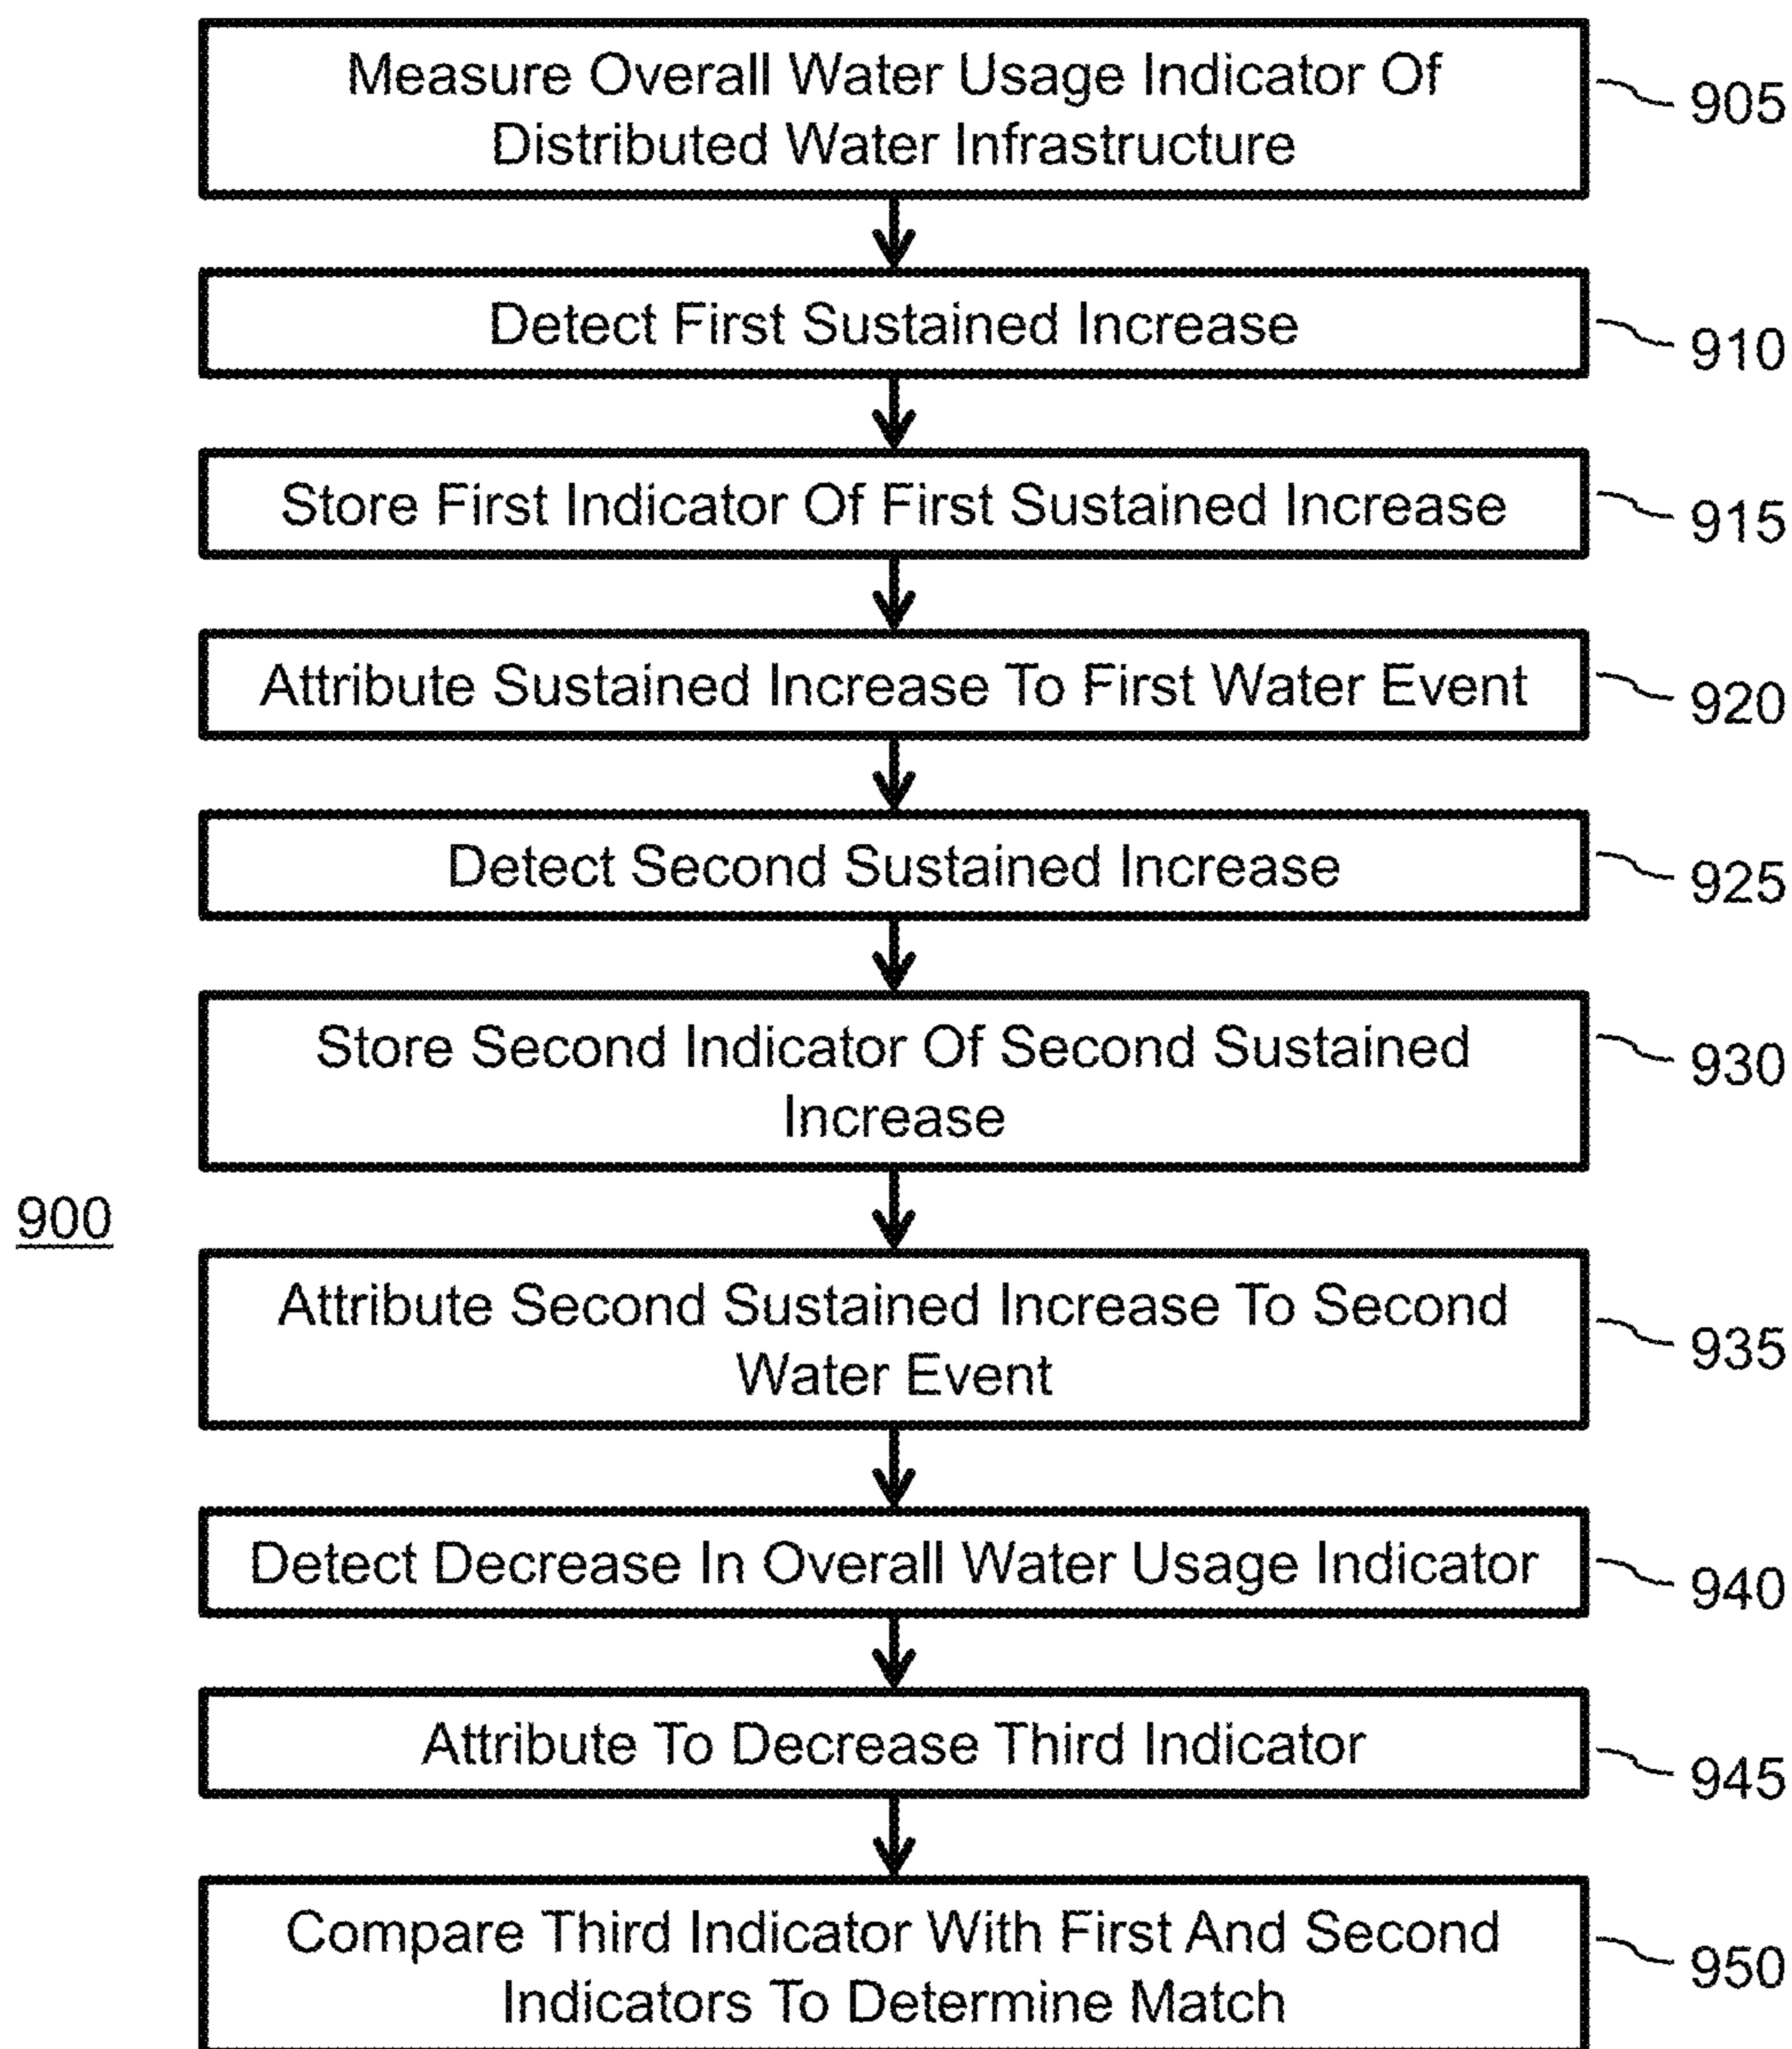 Measure Overall Water Usage Indicator Of
Distributed Water Infrastructure
905
Detect First Sustained Increase
910
Store First Indicator Of First Sustained Increase
915
Attribute Sustained Increase To First Water Event
920
Detect Second Sustained Increase
925
Store Second Indicator Of Second Sustained
Increase
930
900
Attribute Second Sustained Increase To Second
Water Event
935
Detect Decrease In Overall Water Usage Indicator
940
Attribute To Decrease Third Indicator
945
Compare Third Indicator With First And Second
Indicators To Determine Match
950